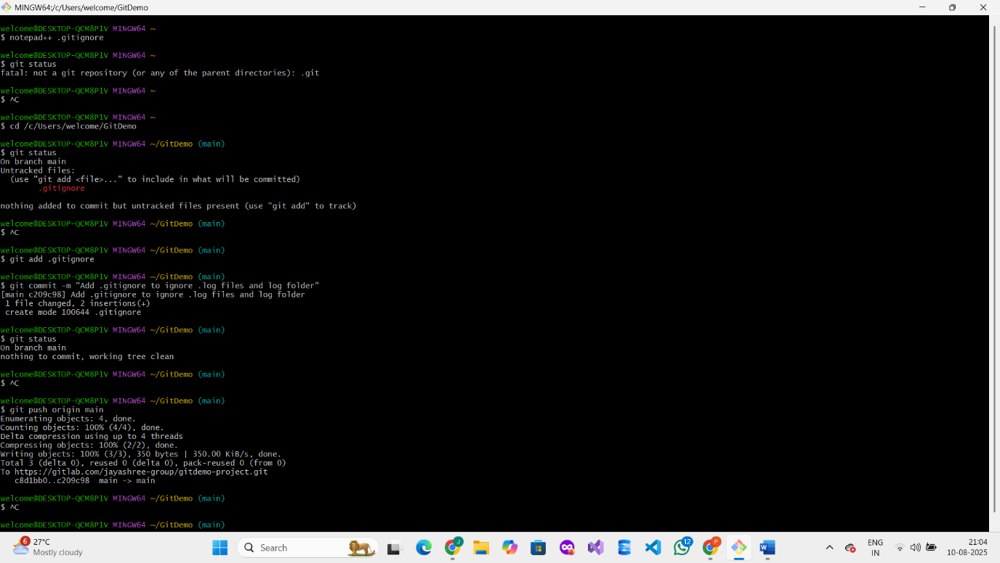 MINGW64:/c/Users/welcome/GitDemo
welcome@DESKTOP-QCM8P1V MINGW64 ~
$ notepad++ .gitignore
welcome@DESKTOP-QCM8P1V MINGW64 ~
$ git status
fatal: not a git repository (or any of the parent directories): .git
welcome@DESKTOP-QCM8P1V MINGW64 ~
$ ^C
welcome@DESKTOP-QCM8P1V MINGW64 ~
$ cd /c/Users/welcome/GitDemo
welcome@DESKTOP-QCM8P1V MINGW64 ~/GitDemo (main)
$ git status
On branch main
Untracked files:
  (use "git add <file>..." to include in what will be committed)
        .gitignore
nothing added to commit but untracked files present (use "git add" to track)
welcome@DESKTOP-QCM8P1V MINGW64 ~/GitDemo (main)
$ ^C
welcome@DESKTOP-QCM8P1V MINGW64 ~/GitDemo (main)
$ git add .gitignore
welcome@DESKTOP-QCM8P1V MINGW64 ~/GitDemo (main)
$ git commit -m "Add .gitignore to ignore .log files and log folder"
[main c209c98] Add .gitignore to ignore .log files and log folder
 1 file changed, 2 insertions(+)
 create mode 100644 .gitignore
welcome@DESKTOP-QCM8P1V MINGW64 ~/GitDemo (main)
$ git status
On branch main
nothing to commit, working tree clean
welcome@DESKTOP-QCM8P1V MINGW64 ~/GitDemo (main)
$ ^C
welcome@DESKTOP-QCM8P1V MINGW64 ~/GitDemo (main)
$ git push origin main
Enumerating objects: 4, done.
Counting objects: 100% (4/4), done.
Delta compression using up to 4 threads
Compressing objects: 100% (2/2), done.
Writing objects: 100% (3/3), 350 bytes | 350.00 KiB/s, done.
Total 3 (delta 0), reused 0 (delta 0), pack-reused 0 (from 0)
To https://gitlab.com/jayashree-group/gitdemo-project.git
   c8d1bb0..c209c98  main -> main
welcome@DESKTOP-QCM8P1V MINGW64 ~/GitDemo (main)
$ ^C
welcome@DESKTOP-QCM8P1V MINGW64 ~/GitDemo (main)
6
27°C
Mostly cloudy
Search
J
12
P
W
ENG
IN
21:04
10-08-2025